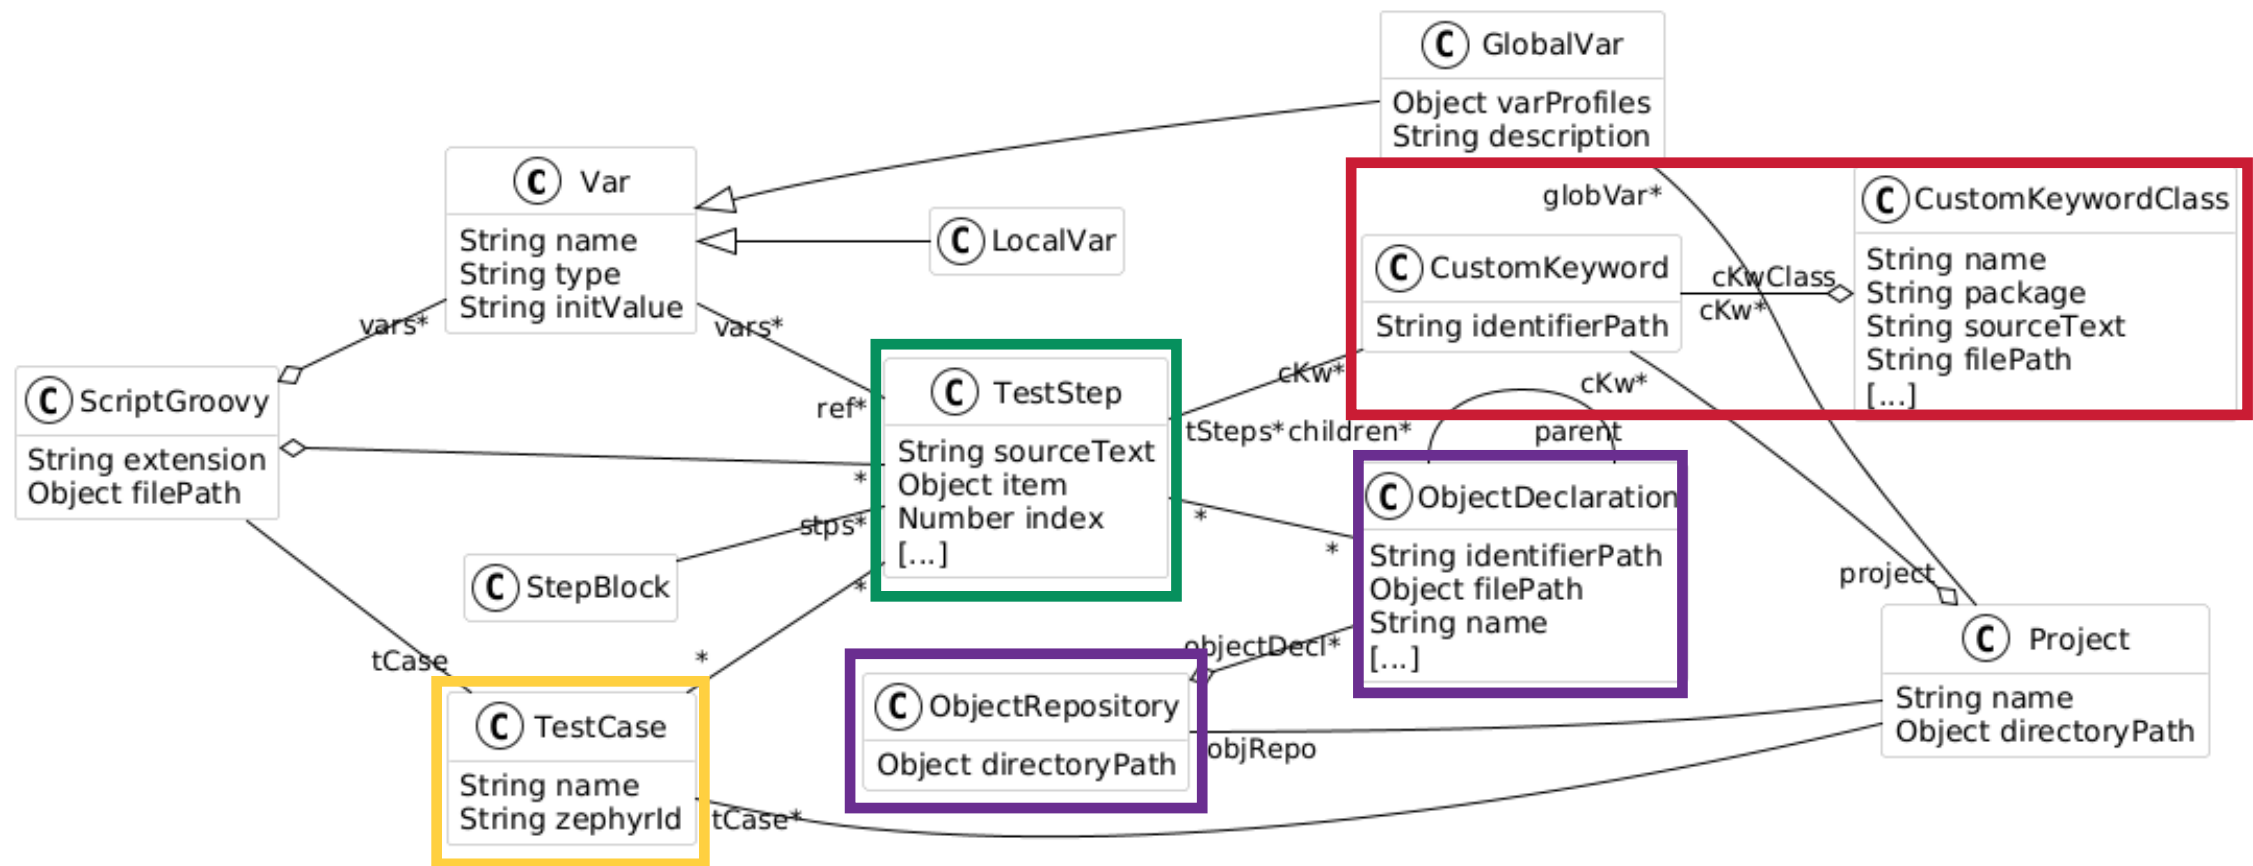 C GlobalVar
Object varProfiles
String description
C Var
String name
String type
String initValue
C LocalVar
globVar*
C CustomKeywordClass
String name
String package
String sourceText
String filePath
[...]
C CustomKeyword
String identifierPath
cKwClass
cKw*
vars*
vars*
C ScriptGroovy
String extension
Object filePath
ref*
C TestStep
String sourceText
Object item
Number index
[...]
cKw*
tSteps*
children*
parent
cKw*
*
stps*
*
*
*
C StepBlock
C ObjectDeclaration
String identifierPath
Object filePath
String name
[...]
project
C Project
String name
Object directoryPath
objectDecl*
tCase
*
C ObjectRepository
Object directoryPath
objRepo
C TestCase
String name
String zephyrId
tCase*